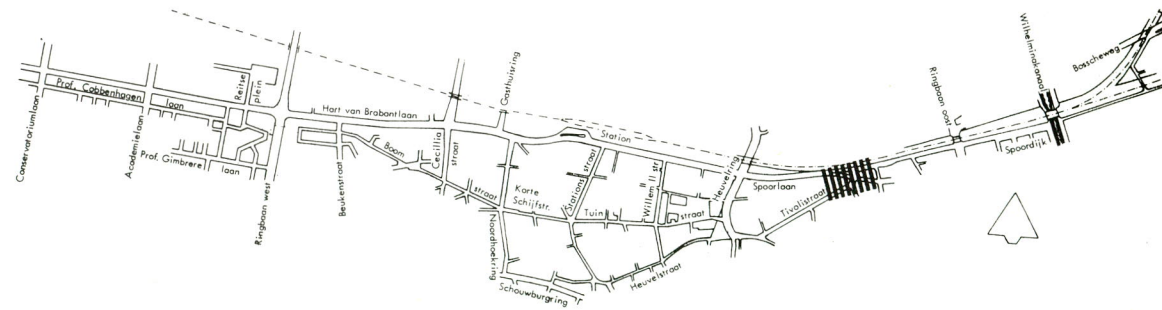 Conservatoriumlaan
Prof. Cobbenhagen
laan
Academielaan
Prof. Gimbrere
laan
Reitse
plein
Ringbaan west
Hart van Brabantlaan
Beukenstraat
Boom
straat
Cecillia
straat
Gasthuisring
Korte
Schijfstr.
Noordhoekring
Schouwburgring
Station
Stations straat
Tuin
straat
Willem II str
Heuvelstraat
Heuvelring
Spoorlaan
Tivolistraat
Ringbaan oost
Spoordijk
Wilhelminakanaal
Bosscheweg